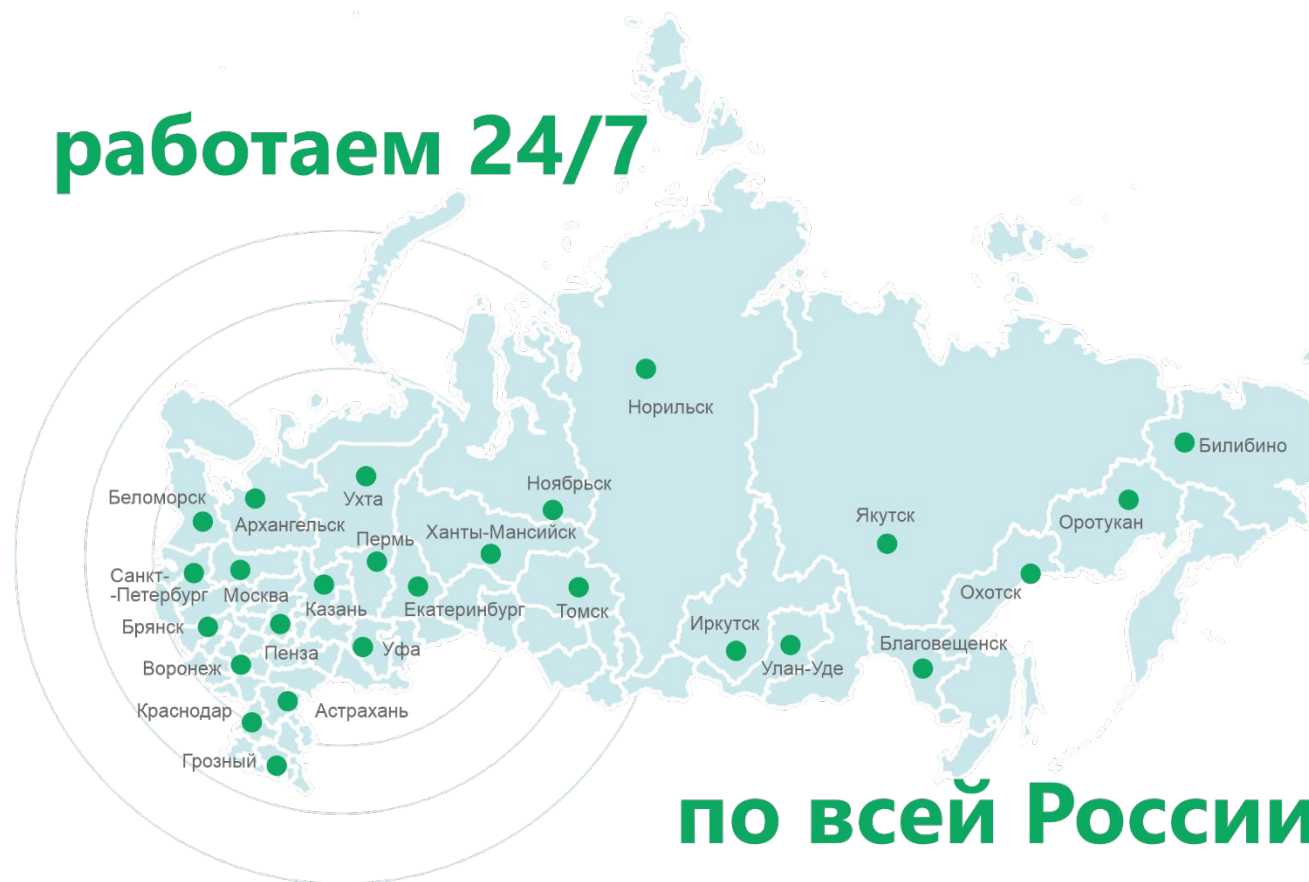 работаем 24/7
Норильск
Билибино
Ноябрьск
Беломорск
Ухта
Архангельск
Оротукан
Якутск
Ханты-Мансийск
Пермь
Санкт-
-Петербург
Москва
Казань
Екатеринбург
Томск
Охотск
Иркутск
Брянск
Пенза
Уфа
Благовещенск
Улан-Уде
Воронеж
Краснодар
Астрахань
Грозный
по всей России